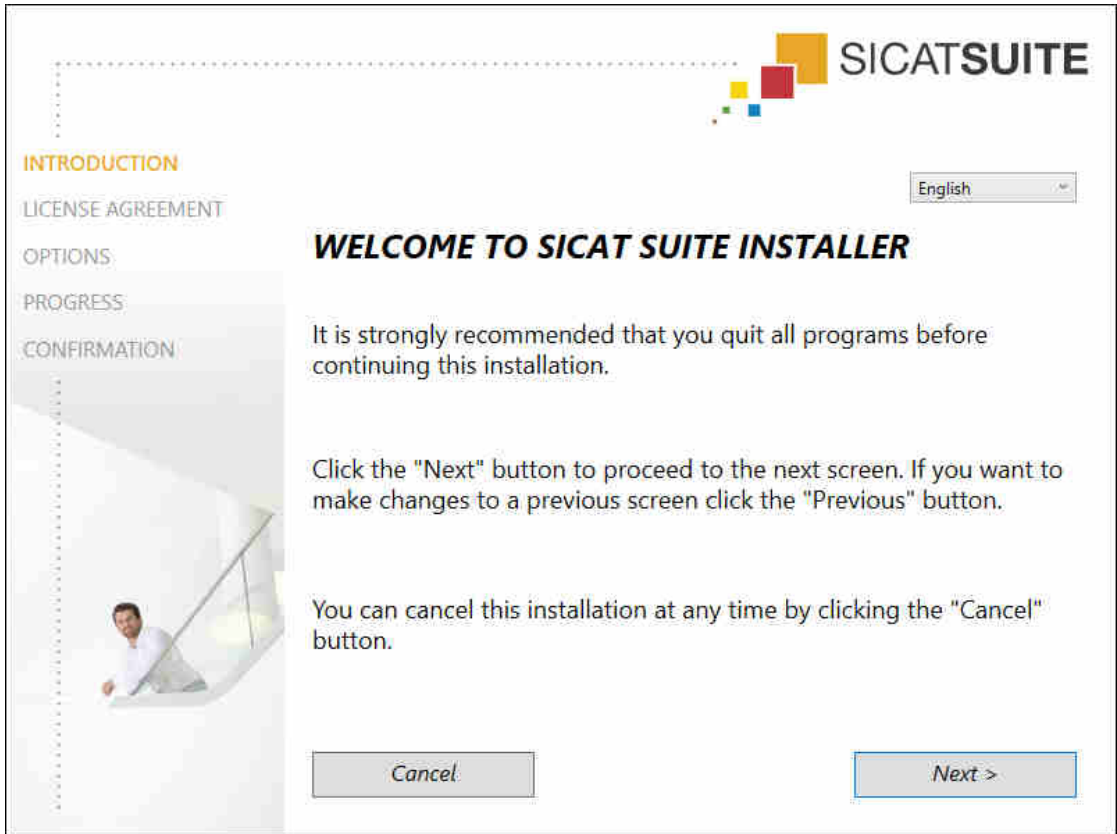 SICATSUITE
INTRODUCTION
LICENSE AGREEMENT
OPTIONS
PROGRESS
CONFIRMATION
English
WELCOME TO SICAT SUITE INSTALLER
It is strongly recommended that you quit all programs before
continuing this installation.
Click the "Next" button to proceed to the next screen. If you want to
make changes to a previous screen click the "Previous" button.
You can cancel this installation at any time by clicking the "Cancel"
button.
Cancel
Next >